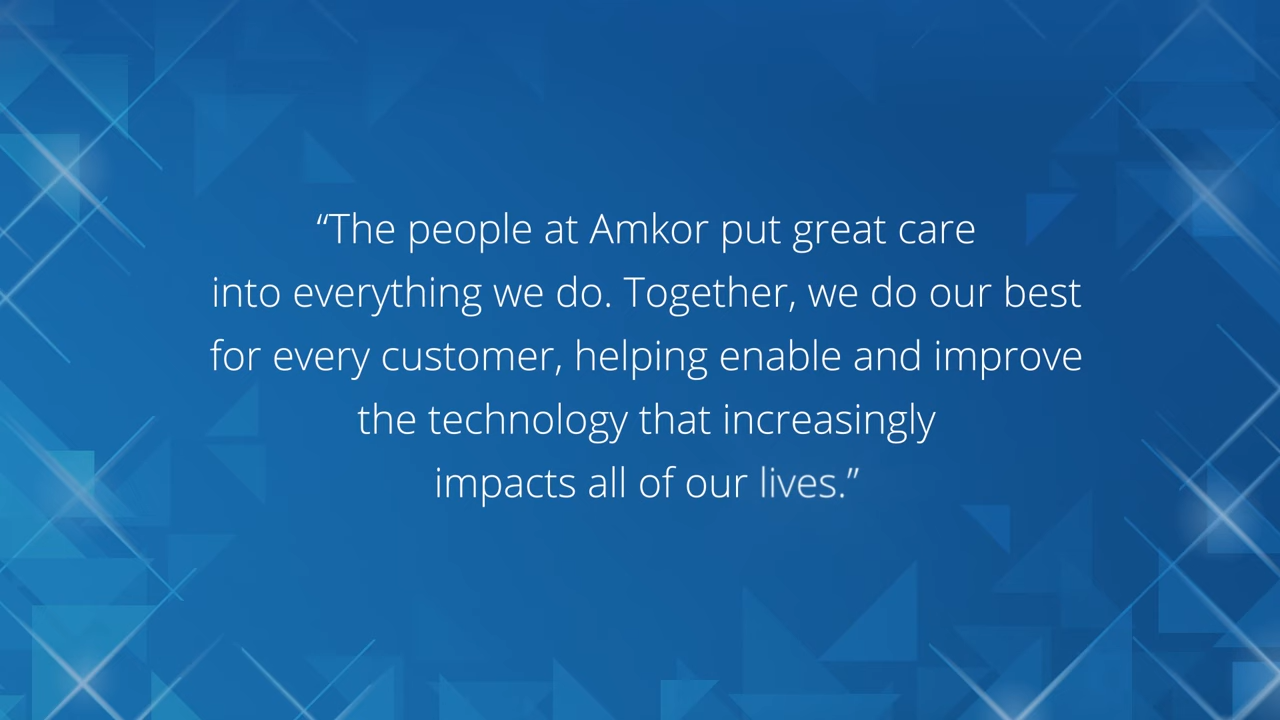 “The people at Amkor put great care
into everything we do. Together, we do our best
for every customer, helping enable and improve
the technology that increasingly
impacts all of our lives.”